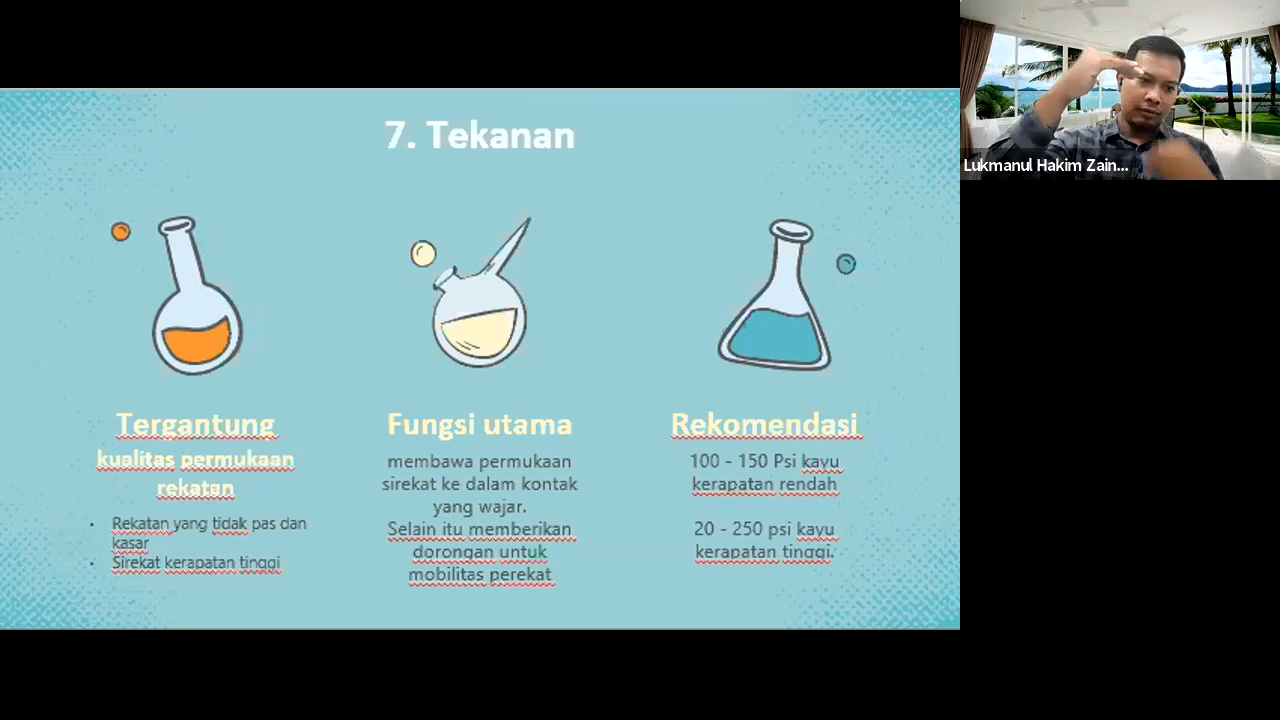 7. Tekanan
Tergantung
kualitas permukaan
rekatan
• Rekatan yang tidak pas dan
kasar
• Sirekat kerapatan tinggi
Fungsi utama
membawa permukaan
sirekat ke dalam kontak
yang wajar.
Selain itu memberikan
dorongan untuk
mobilitas perekat
Rekomendasi
100 - 150 Psi kayu
kerapatan rendah
20 - 250 psi kayu
kerapatan tinggi.
Lukmanul Hakim Zain...